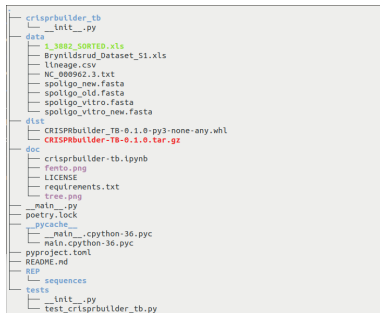 .
├── crisprbuilder_tb
│   └── __init__.py
├── data
│   ├── 1_3882_SORTED.xls
│   ├── Brynildsrud_Dataset_S1.xls
│   ├── lineage.csv
│   ├── NC_000962.3.txt
│   ├── spoligo_new.fasta
│   ├── spoligo_old.fasta
│   ├── spoligo_vitro.fasta
│   └── spoligo_vitro_new.fasta
├── dist
│   ├── CRISPRbuilder_TB-0.1.0-py3-none-any.whl
│   └── CRISPRbuilder-TB-0.1.0.tar.gz
├── doc
│   ├── crisprbuilder-tb.ipynb
│   ├── femto.png
│   ├── LICENSE
│   ├── requirements.txt
│   └── tree.png
├── __main__.py
├── poetry.lock
├── __pycache__
│   ├── __main__.cpython-36.pyc
│   └── main.cpython-36.pyc
├── pyproject.toml
├── README.md
├── REP
│   └── sequences
└── tests
    ├── __init__.py
    └── test_crisprbuilder_tb.py